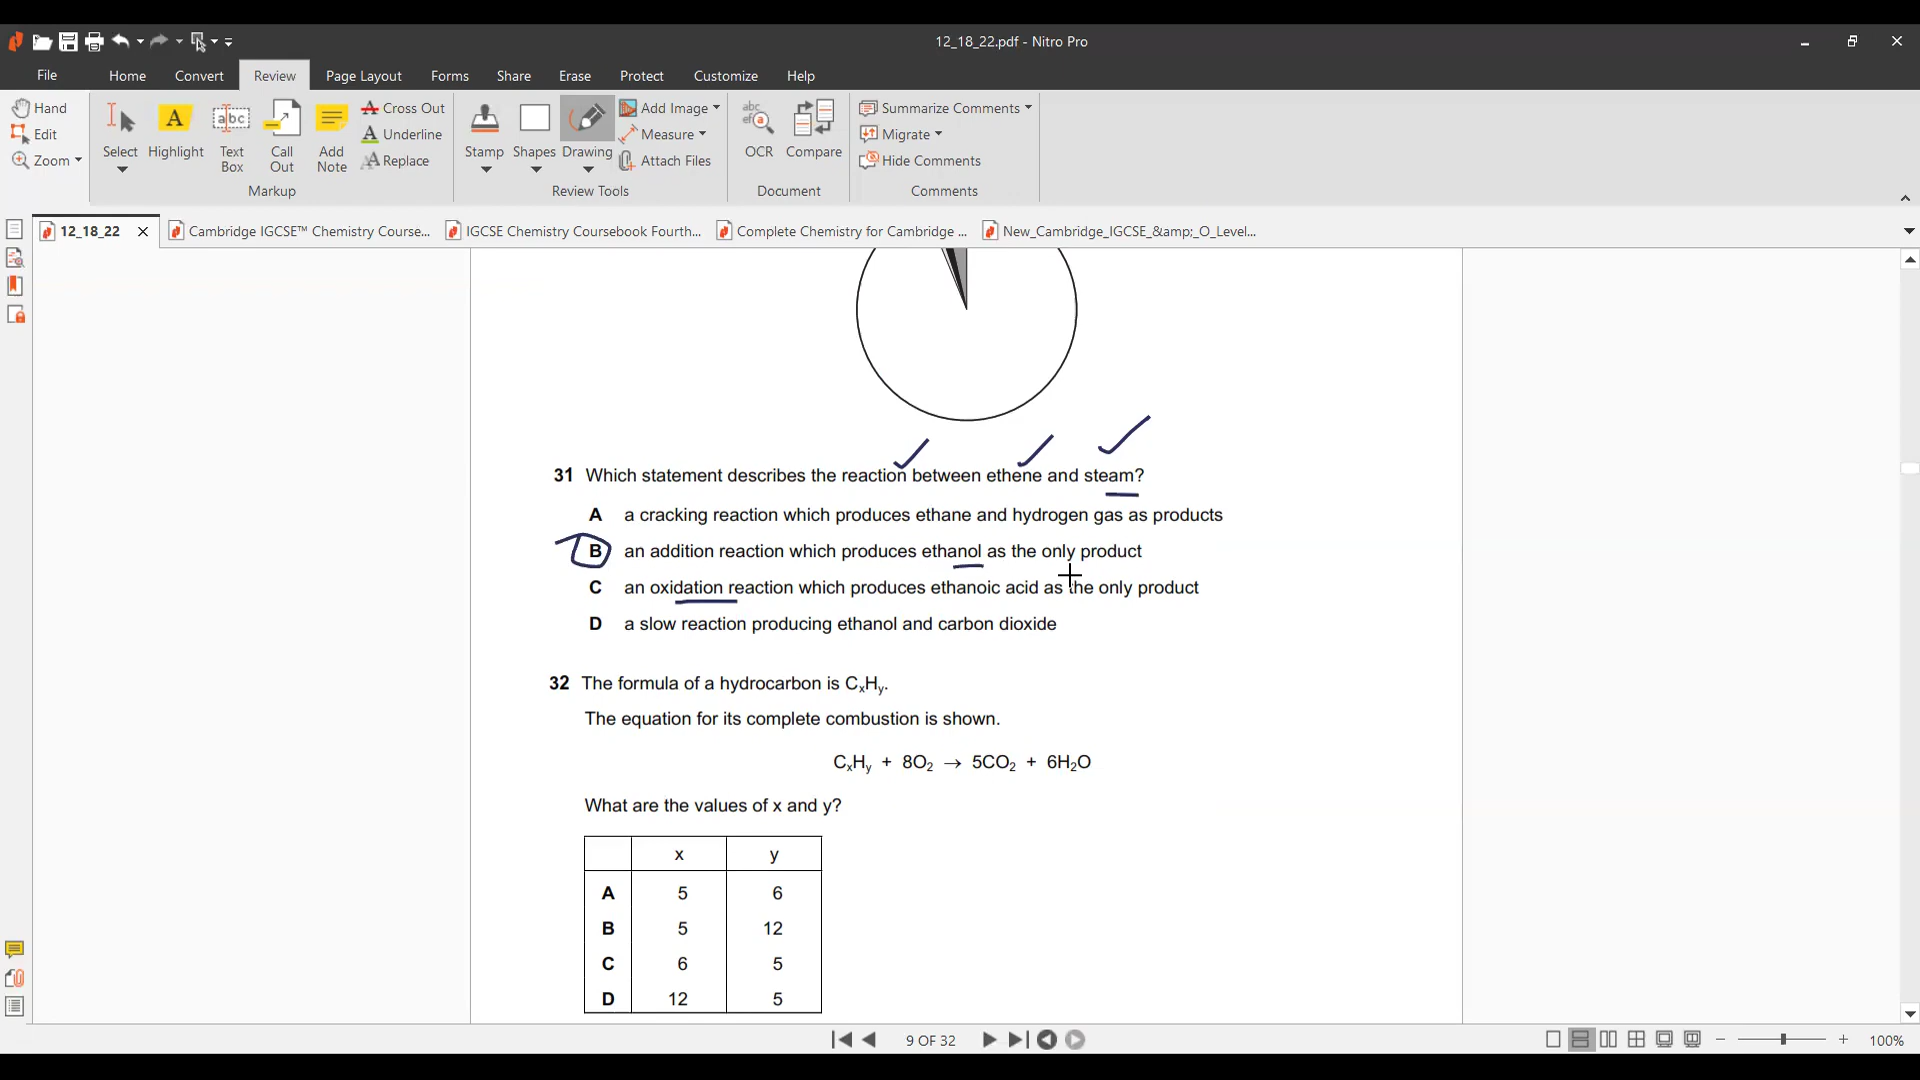 12_18_22.pdf - Nitro Pro
File Home Convert Review Page Layout Forms Share Erase Protect Customize Help
Hand
Edit
Zoom
Select
Highlight
Text Box
Call Out
Add Note
Cross Out
Underline
Replace
Markup
Stamp
Shapes
Drawing
Add Image
Measure
Attach Files
Review Tools
OCR
Compare
Document
Summarize Comments
Migrate
Hide Comments
Comments
12_18_22 Cambridge IGCSE™ Chemistry Course... IGCSE Chemistry Coursebook Fourth... Complete Chemistry for Cambridge ... New_Cambridge_IGCSE_&amp;_O_Level...
31 Which statement describes the reaction between ethene and steam?
A a cracking reaction which produces ethane and hydrogen gas as products
B an addition reaction which produces ethanol as the only product
C an oxidation reaction which produces ethanoic acid as the only product
D a slow reaction producing ethanol and carbon dioxide
32 The formula of a hydrocarbon is CxHy.
The equation for its complete combustion is shown.
CxHy + 8O2 → 5CO2 + 6H2O
What are the values of x and y?
x y
A 5 6
B 5 12
C 6 5
D 12 5
9 OF 32
100%